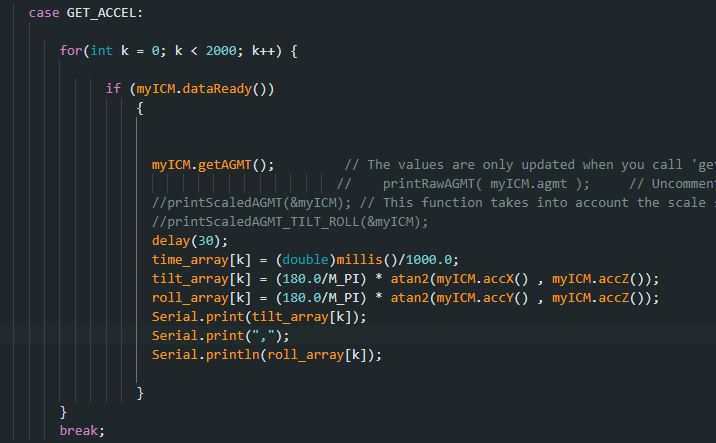 case GET_ACCEL:
for(int k = 0; k < 2000; k++) {
if (myICM.dataReady())
{
myICM.getAGMT();          // The values are only updated when you call 'get
//    printRawAGMT( myICM.agmt );     // Uncommen
//printScaledAGMT(&myICM); // This function takes into account the scale s
//printScaledAGMT_TILT_ROLL(&myICM);
delay(30);
time_array[k] = (double)millis()/1000.0;
tilt_array[k] = (180.0/M_PI) * atan2(myICM.accX() , myICM.accZ());
roll_array[k] = (180.0/M_PI) * atan2(myICM.accY() , myICM.accZ());
Serial.print(tilt_array[k]);
Serial.print(",");
Serial.println(roll_array[k]);
}
}
break;